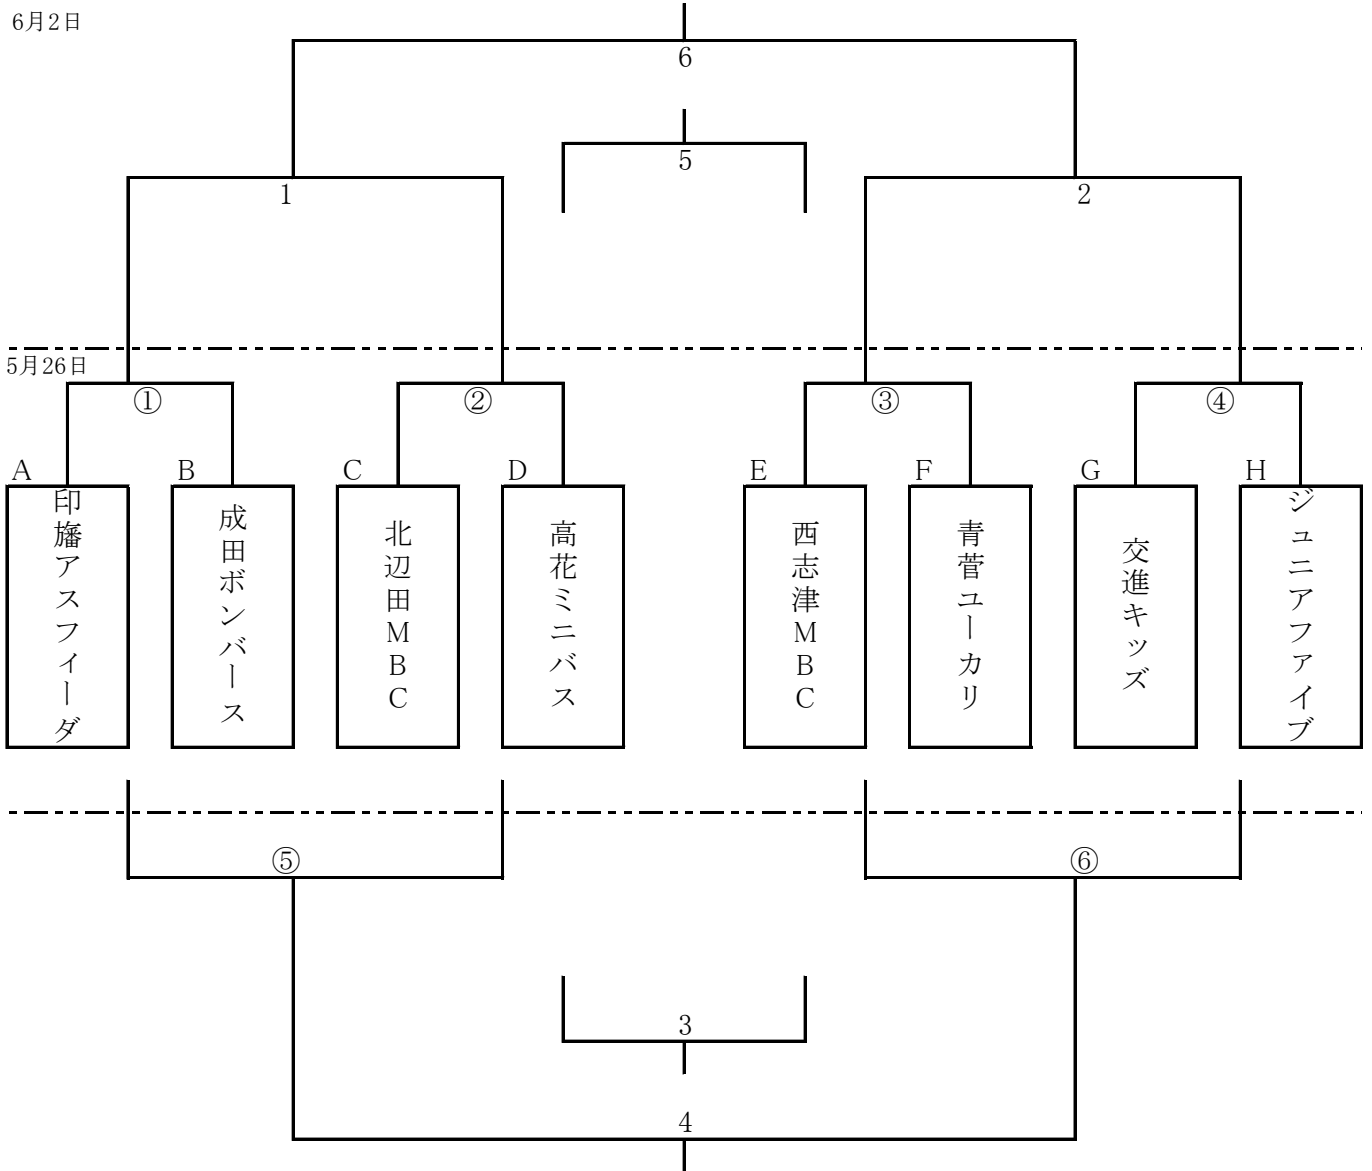 6月2日
6
5
1
2
5月26日
①
②
③
④
A
B
C
D
E
F
G
H
印旛アスフィーダ
成田ボンバース
北辺田MBC
高花ミニバス
西志津MBC
青菅ユーカリ
交進キッズ
ジュニアファイブ
⑤
⑥
3
4